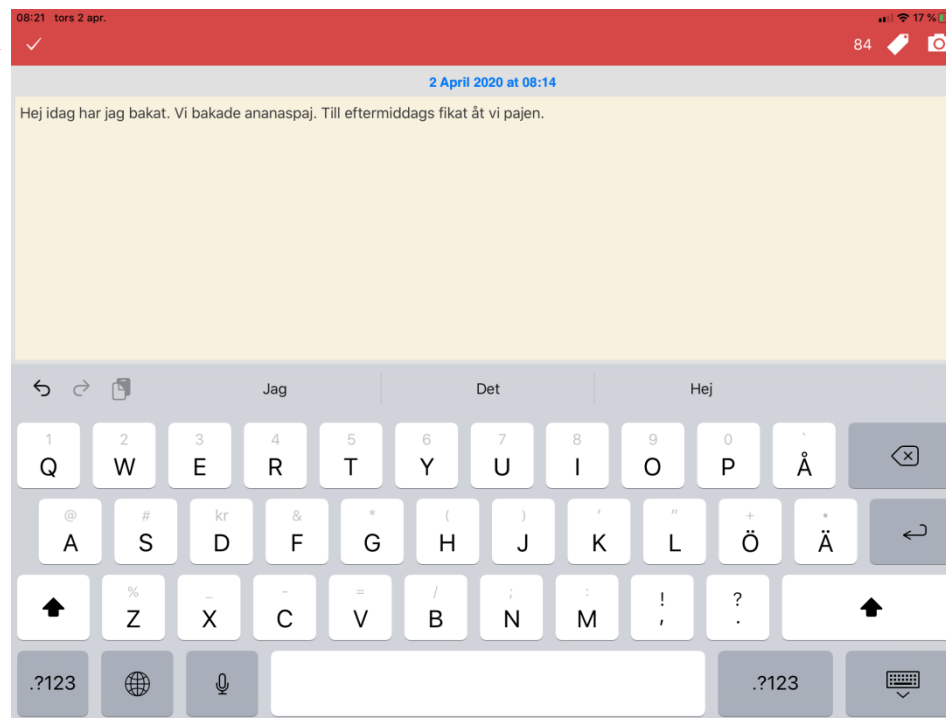 08:21 tors 2 apr. 17 %
84
2 April 2020 at 08:14
Hej idag har jag bakat. Vi bakade ananaspaj. Till eftermiddags fikat åt vi pajen.
Jag Det Hej
1 2 3 4 5 6 7 8 9 0 `
Q W E R T Y U I O P Å
@ # kr & * ( ) ' " + •
A S D F G H J K L Ö Ä
% _ - = / ; : ! ?
Z X C V B N M , .
.?123 .?123